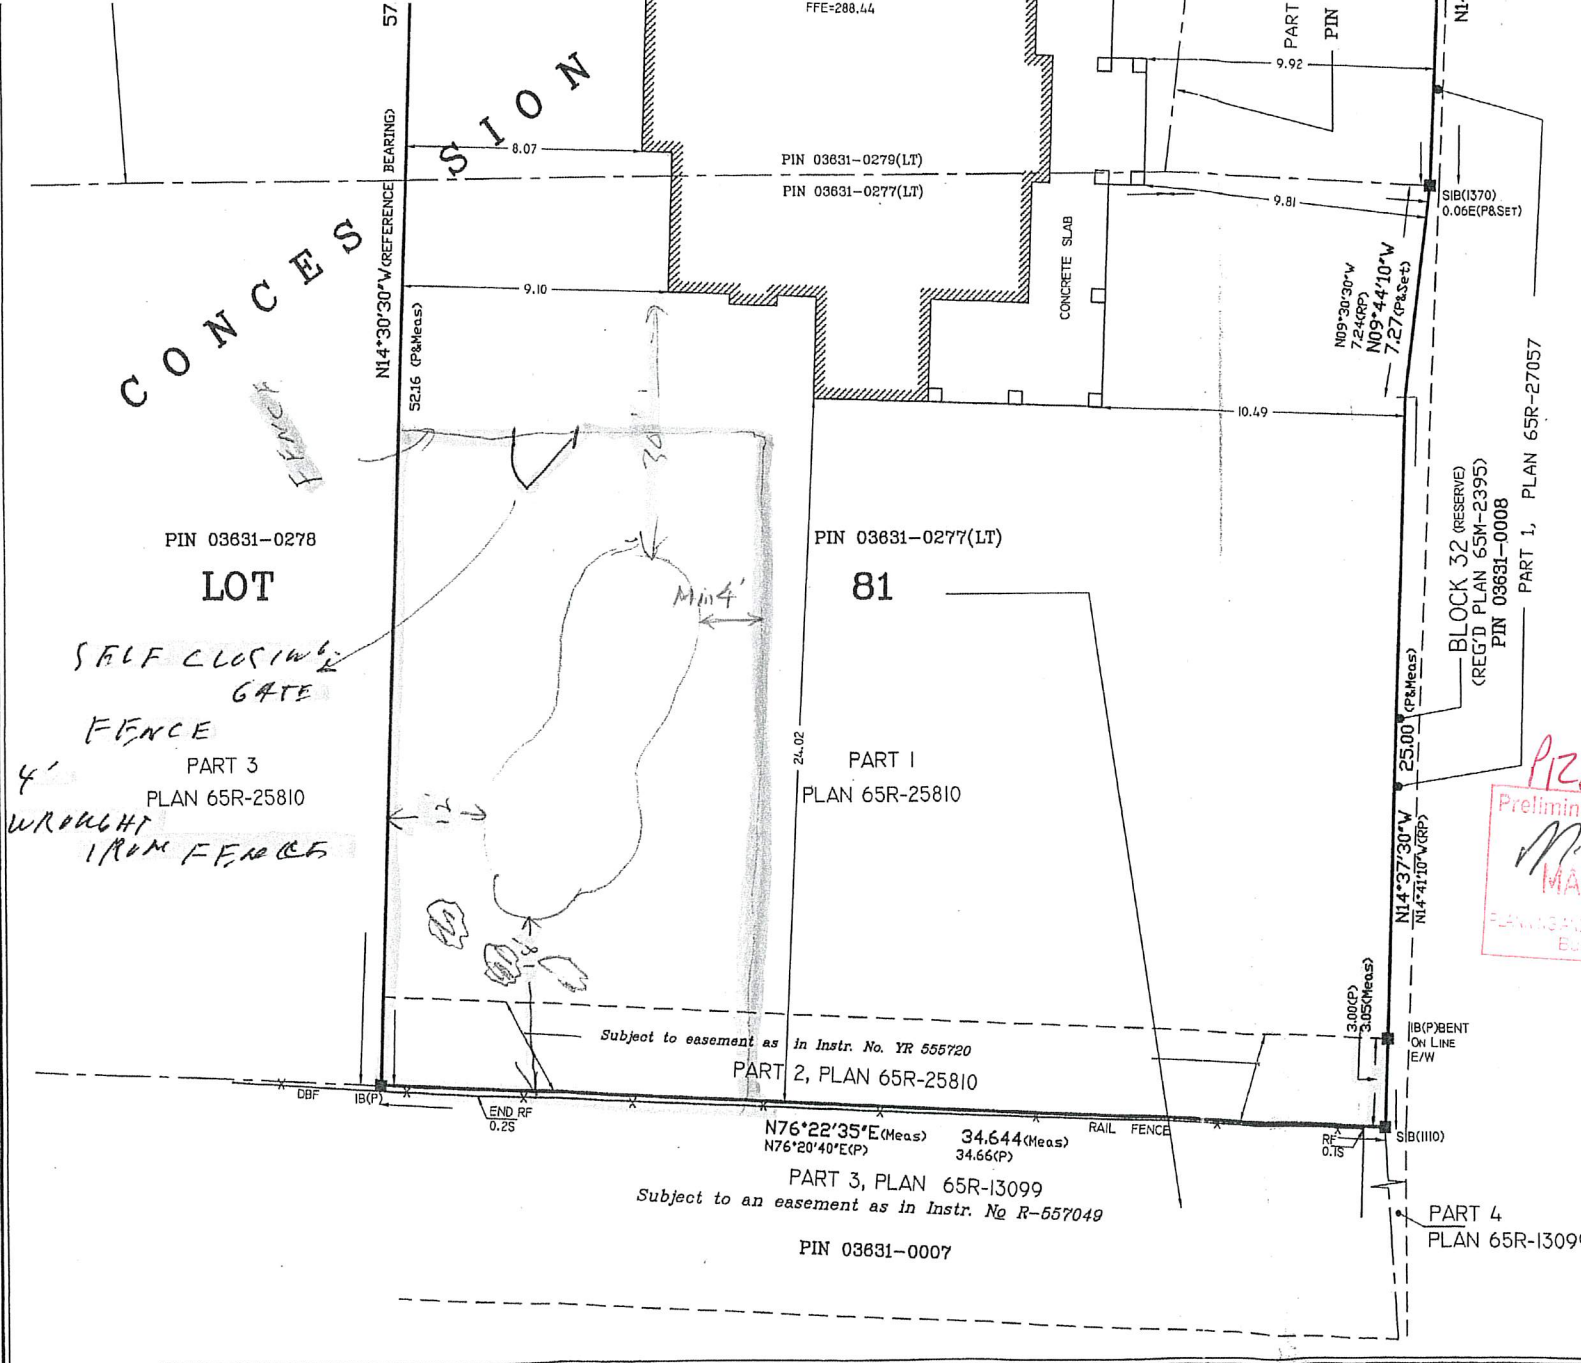 FFE=288.44
57
N1
PART
PIN
9.92
C O N C E S S I O N
8.07
N14°30'30"W(REFERENCE BEARING)
PIN 03631-0279(LT)
PIN 03631-0277(LT)
9.81
SIB(1370)
0.06E(P&SET)
CONCRETE SLAB
9.10
52.16 (P&Meas)
N09°30'30"W
7.24(RP)
N09°44'10"W
7.27(P&Set)
10.49
FENCE
PIN 03631-0278
LOT
PIN 03631-0277(LT)
81
Min 4'
BLOCK 32 (RESERVE)
(REG'D PLAN 65M-2395)
PIN 03631-0008
PART 1, PLAN 65R-27057
SELF CLOSING
GATE
FENCE
4'
WROUGHT
IRON FENCE
PART 3
PLAN 65R-25810
24.02
PART 1
PLAN 65R-25810
25.00 (P&Meas)
N14°37'30"W
N14°41'10"W(RP)
Prelimin
MA
3.00(P)
3.05(Meas)
IB(P)BENT
ON LINE
E/W
Subject to easement as in Instr. No. YR 555720
PART 2, PLAN 65R-25810
DBF
IB(P)
END RF
0.2S
N76°22'35"E(Meas) 34.644(Meas)
N76°20'40"E(P) 34.66(P)
RAIL FENCE
RF
0.1S
SIB(1110)
PART 3, PLAN 65R-13099
Subject to an easement as in Instr. No R-557049
PIN 03631-0007
PART 4
PLAN 65R-13099